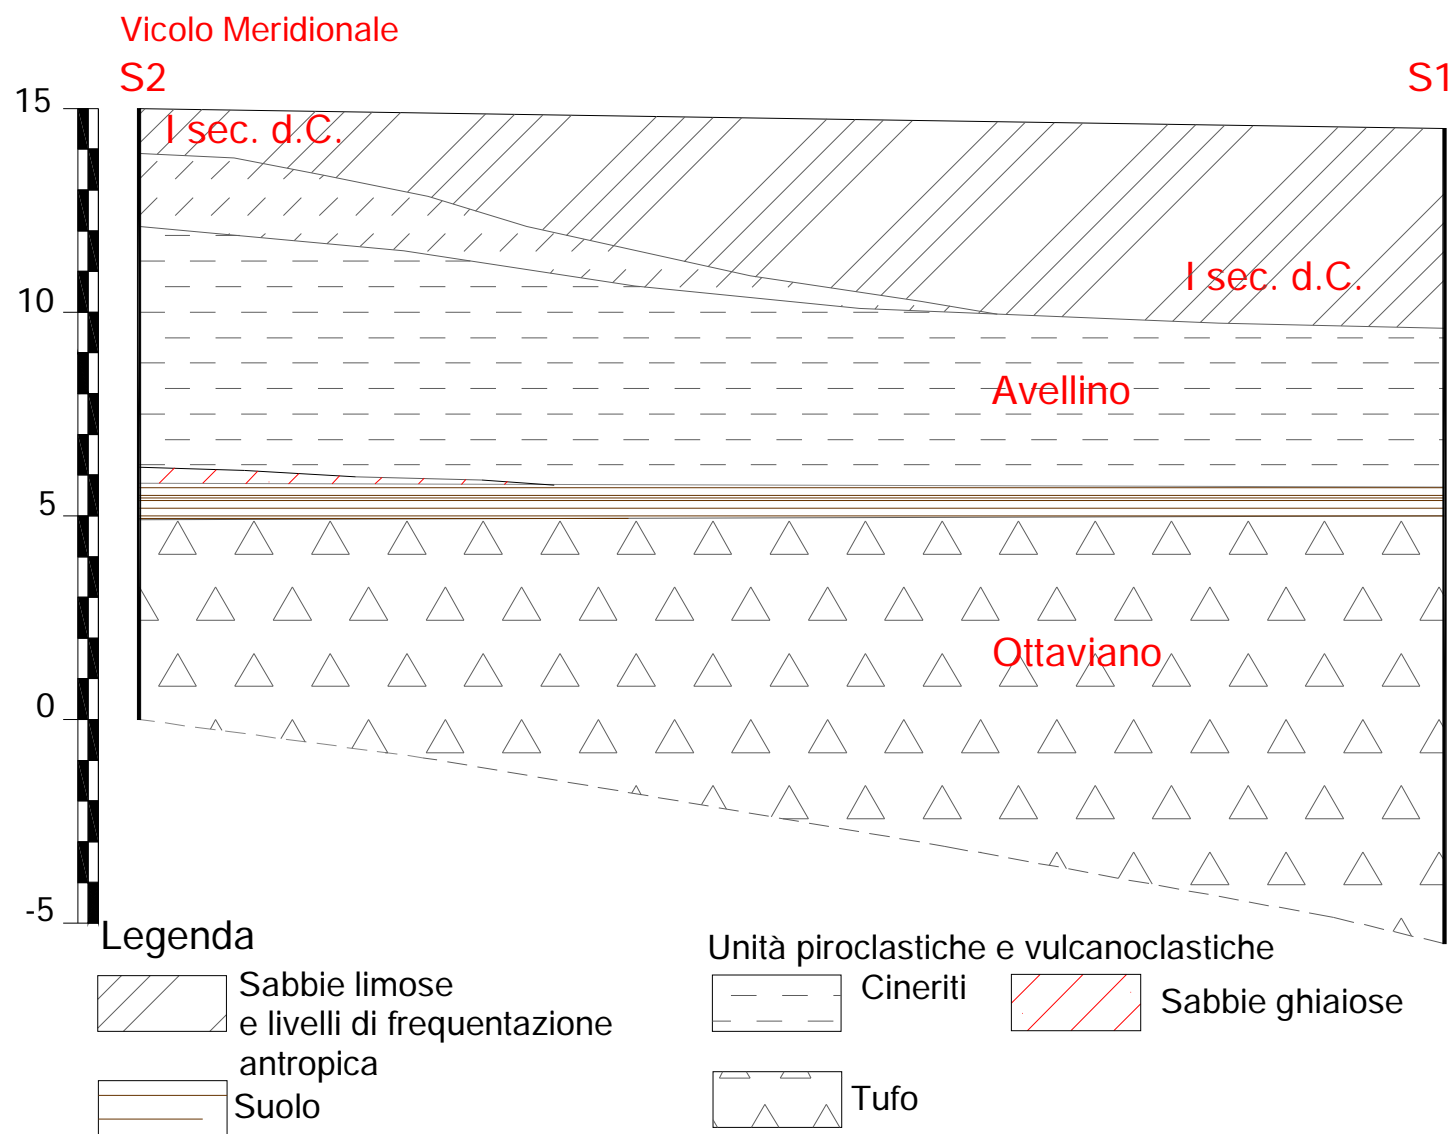 Vicolo Meridionale
S2
S1
15
I sec. d.C.
10
I sec. d.C.
Avellino
5
Ottaviano
0
-5
Legenda
Sabbie limose
e livelli di frequentazione
antropica
Suolo
Unità piroclastiche e vulcanoclastiche
Cineriti
Sabbie ghiaiose
Tufo